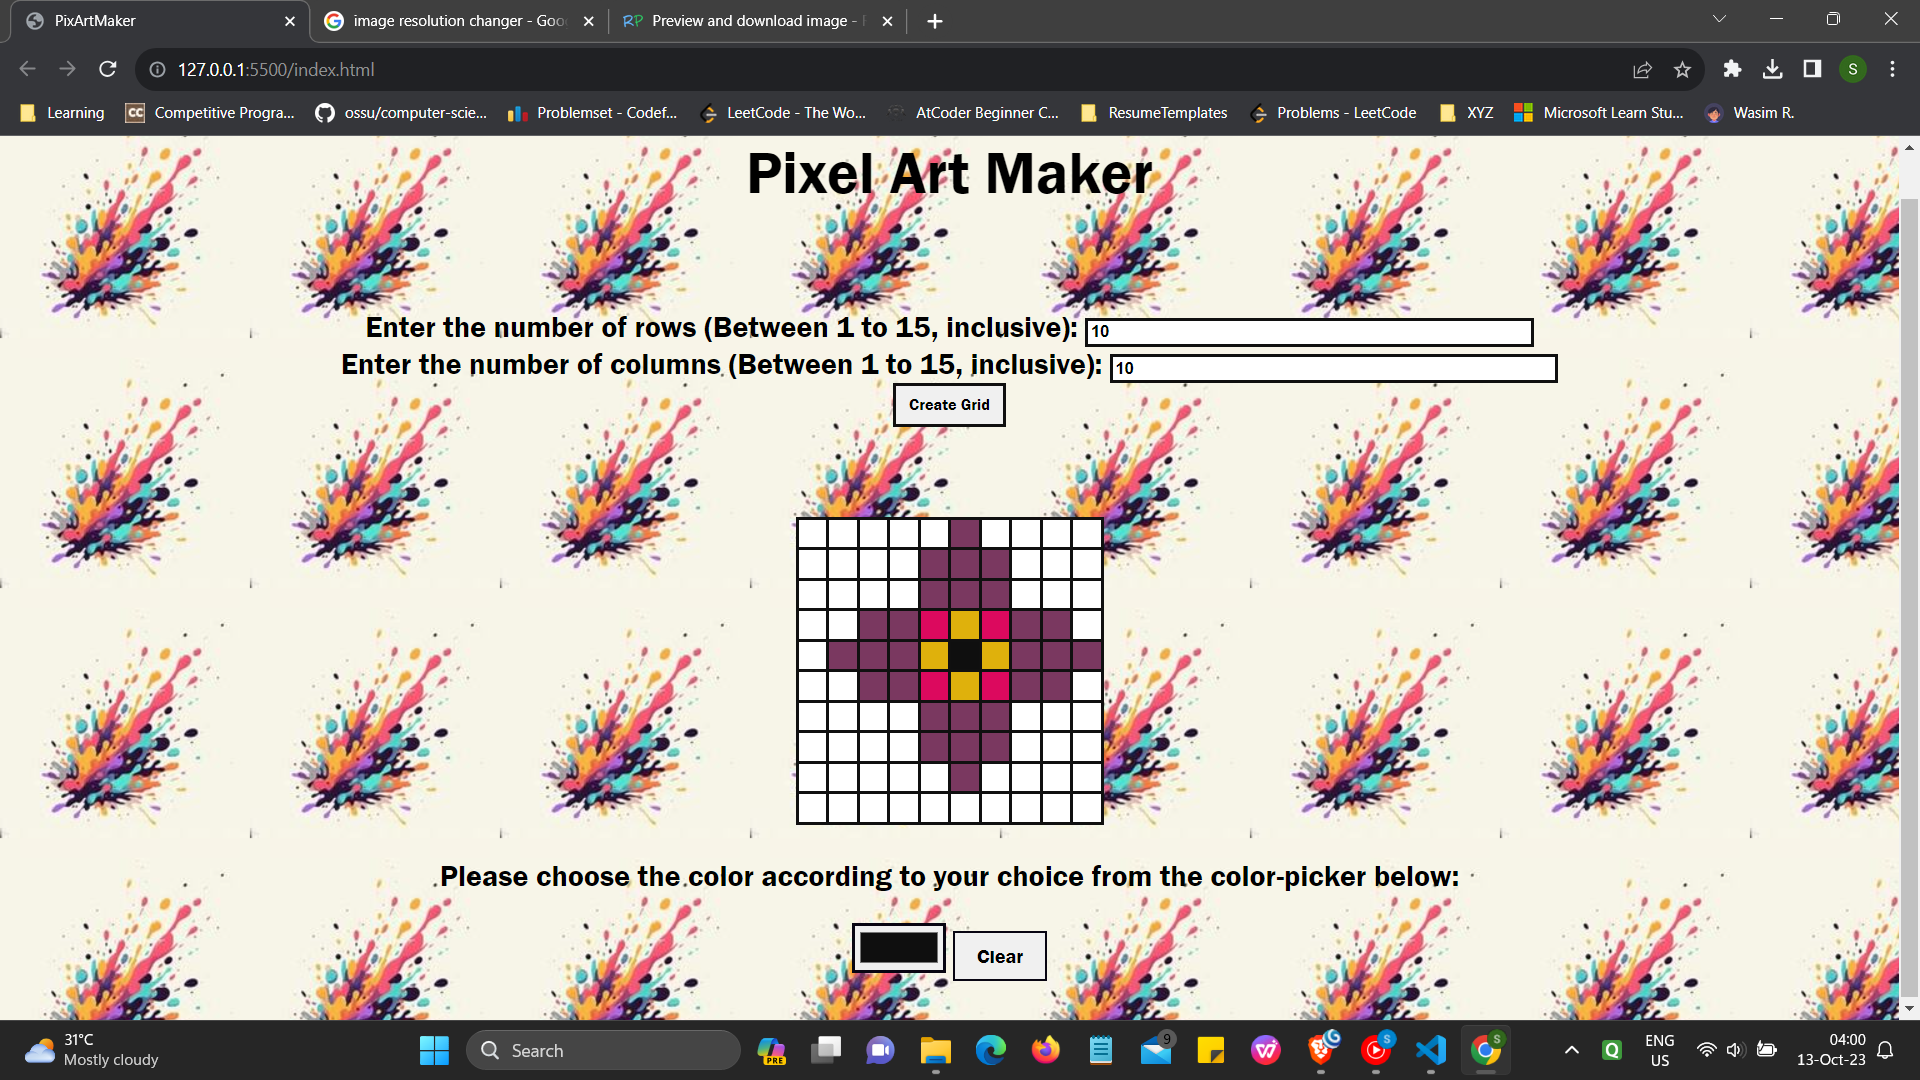 PixArtMaker
image resolution changer - Goo
RP Preview and download image -
127.0.0.1:5500/index.html
S
Learning
CC Competitive Progra...
ossu/computer-scie...
Problemset - Codef...
LeetCode - The Wo...
AtCoder Beginner C...
ResumeTemplates
Problems - LeetCode
XYZ
Microsoft Learn Stu...
Wasim R.
Pixel Art Maker
Enter the number of rows (Between 1 to 15, inclusive): 10
Enter the number of columns (Between 1 to 15, inclusive): 10
Create Grid
Please choose the color according to your choice from the color-picker below:
Clear
31°C
Mostly cloudy
Search
PRE
9
S
S
Q
ENG
US
04:00
13-Oct-23